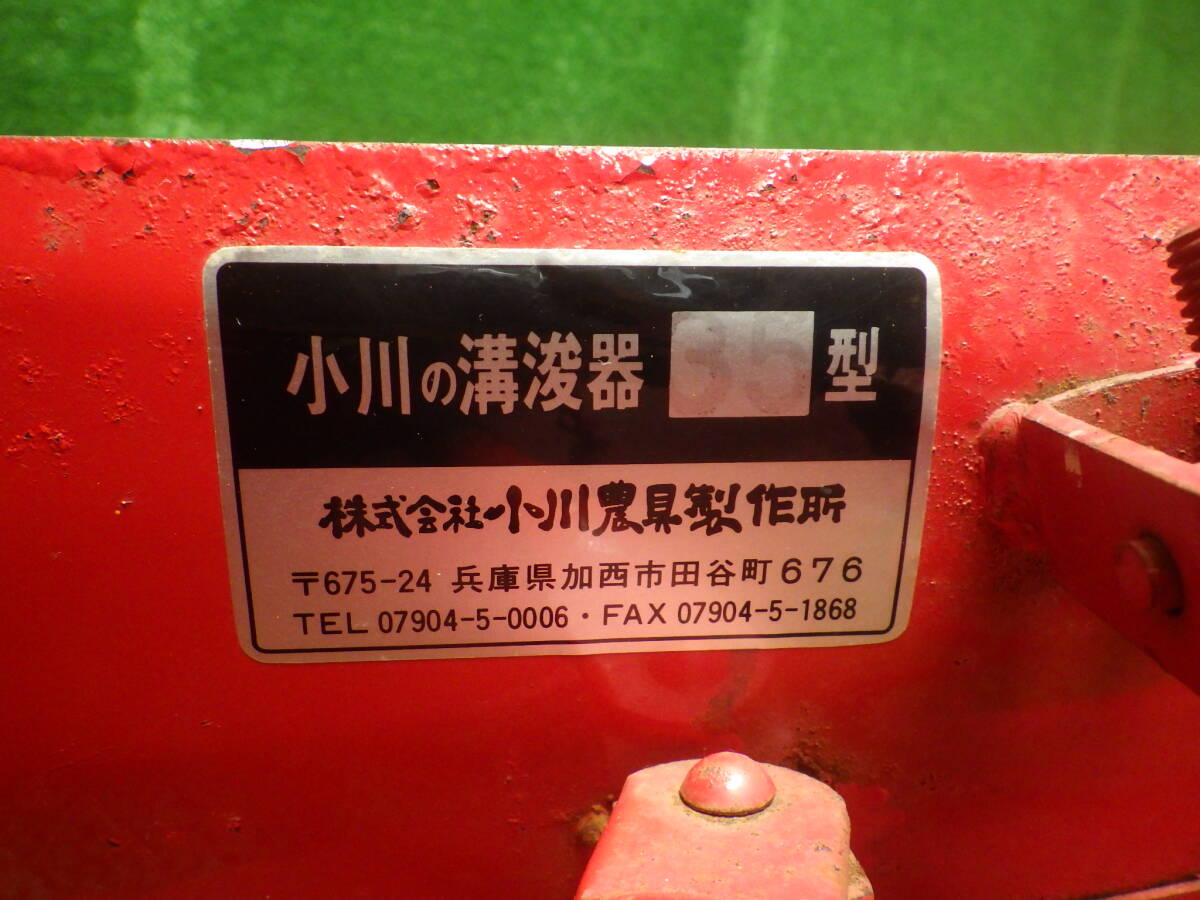 小川の溝浚器 型
株式会社小川農具製作所
〒675-24 兵庫県加西市田谷町676
TEL 07904-5-0006・FAX 07904-5-1868